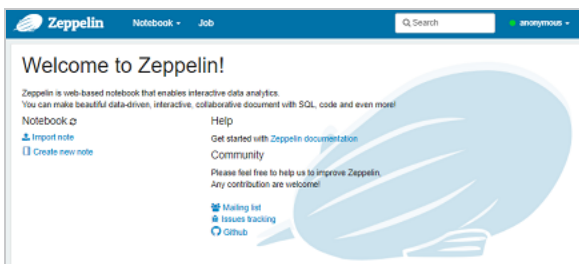 Zeppelin Notebook Job Search anonymous
Welcome to Zeppelin!
Zeppelin is web-based notebook that enables interactive data analytics.
You can make beautiful data-driven, interactive, collaborative document with SQL, code and even more!
Notebook
Import note
Create new note
Help
Get started with Zeppelin documentation
Community
Please feel free to help us to improve Zeppelin,
Any contribution are welcome!
Mailing list
Issues tracking
Github